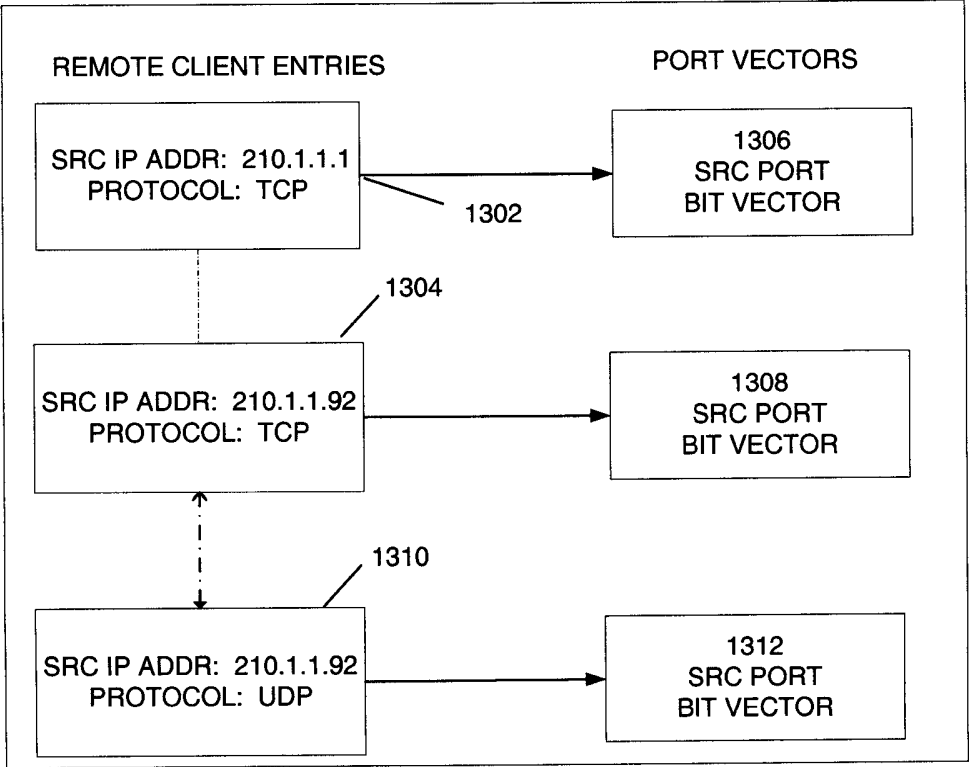 REMOTE CLIENT ENTRIES
PORT VECTORS
SRC IP ADDR: 210.1.1.1
PROTOCOL: TCP
1302
1306
SRC PORT
BIT VECTOR
1304
SRC IP ADDR: 210.1.1.92
PROTOCOL: TCP
1308
SRC PORT
BIT VECTOR
1310
SRC IP ADDR: 210.1.1.92
PROTOCOL: UDP
1312
SRC PORT
BIT VECTOR